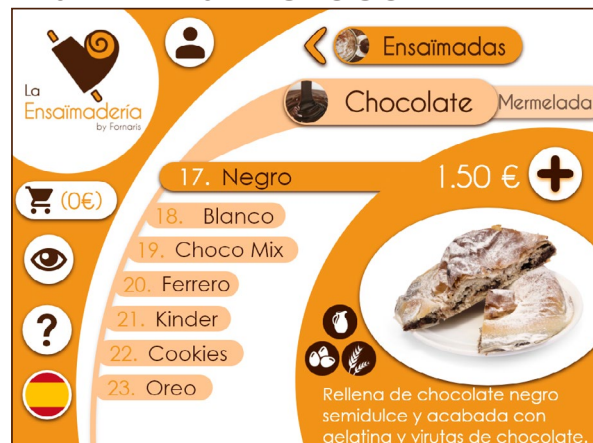 La
Ensaïmadería
by Fornaris
Ensaïmadas
Chocolate
Mermelada
(0€)
17. Negro
1.50 €
18. Blanco
19. Choco Mix
20. Ferrero
21. Kinder
22. Cookies
23. Oreo
?
Rellena de chocolate negro
semidulce y acabada con
gelatina y virutas de chocolate.